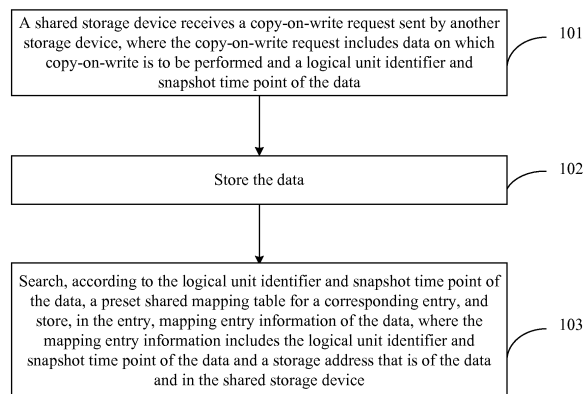 A shared storage device receives a copy-on-write request sent by another
storage device, where the copy-on-write request includes data on which
copy-on-write is to be performed and a logical unit identifier and
snapshot time point of the data
101
Store the data
102
Search, according to the logical unit identifier and snapshot time point of
the data, a preset shared mapping table for a corresponding entry, and
store, in the entry, mapping entry information of the data, where the
mapping entry information includes the logical unit identifier and
snapshot time point of the data and a storage address that is of the data
and in the shared storage device
103